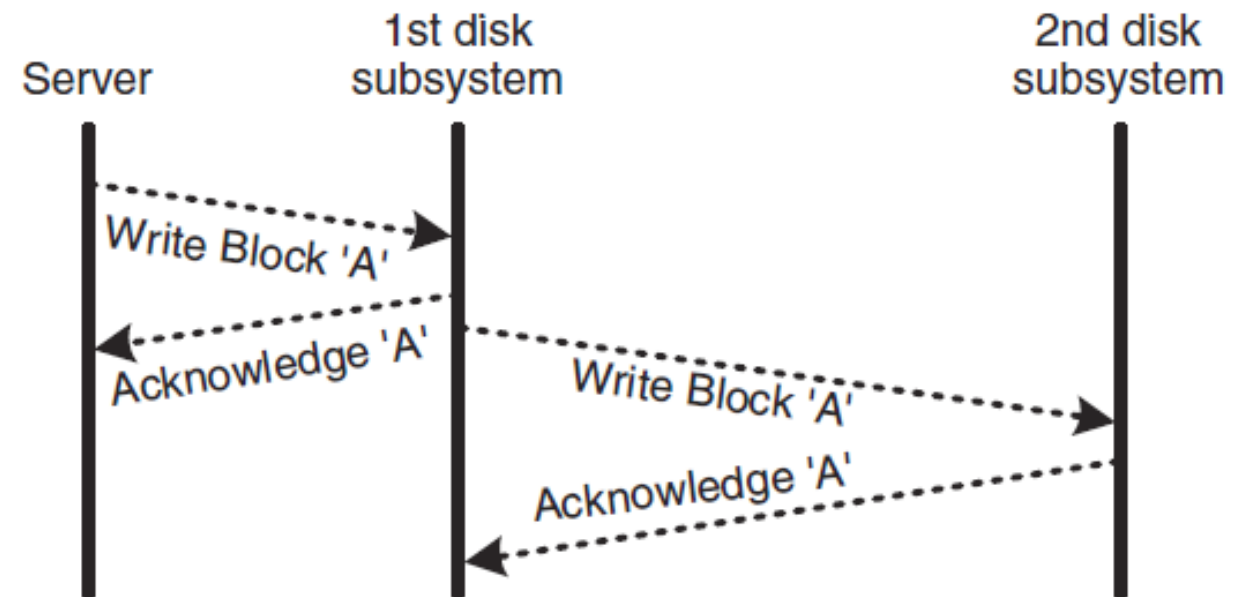 1st disk
2nd disk
Server
subsystem
subsystem
Write Block 'A'
Acknowledge 'A'
Write Block 'A'
Acknowledge 'A'